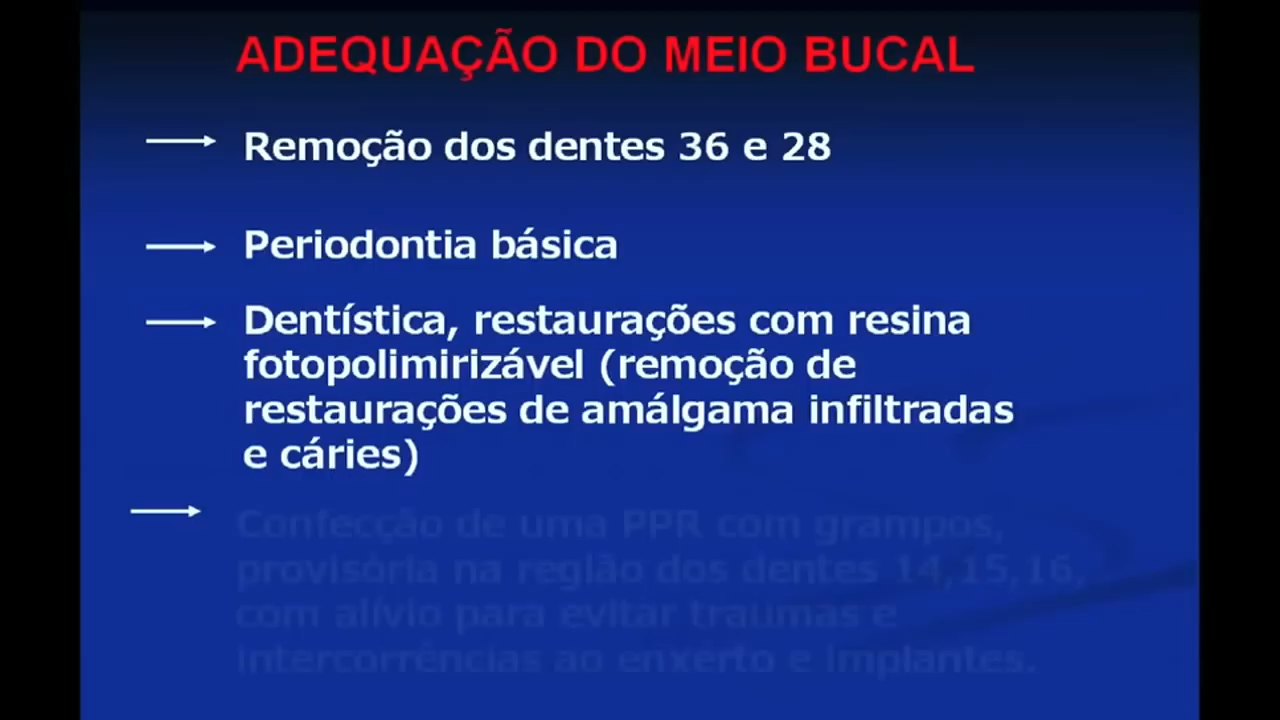 ADEQUAÇÃO DO MEIO BUCAL
Remoção dos dentes 36 e 28
Periodontia básica
Dentística, restaurações com resina
fotopolimirizável (remoção de
restaurações de amálgama infiltradas
e cáries)
Confecção de uma PPR com grampos,
provisória na região dos dentes 14,15,16,
com alívio para evitar traumas e
intercorrências ao enxérto e implantes.